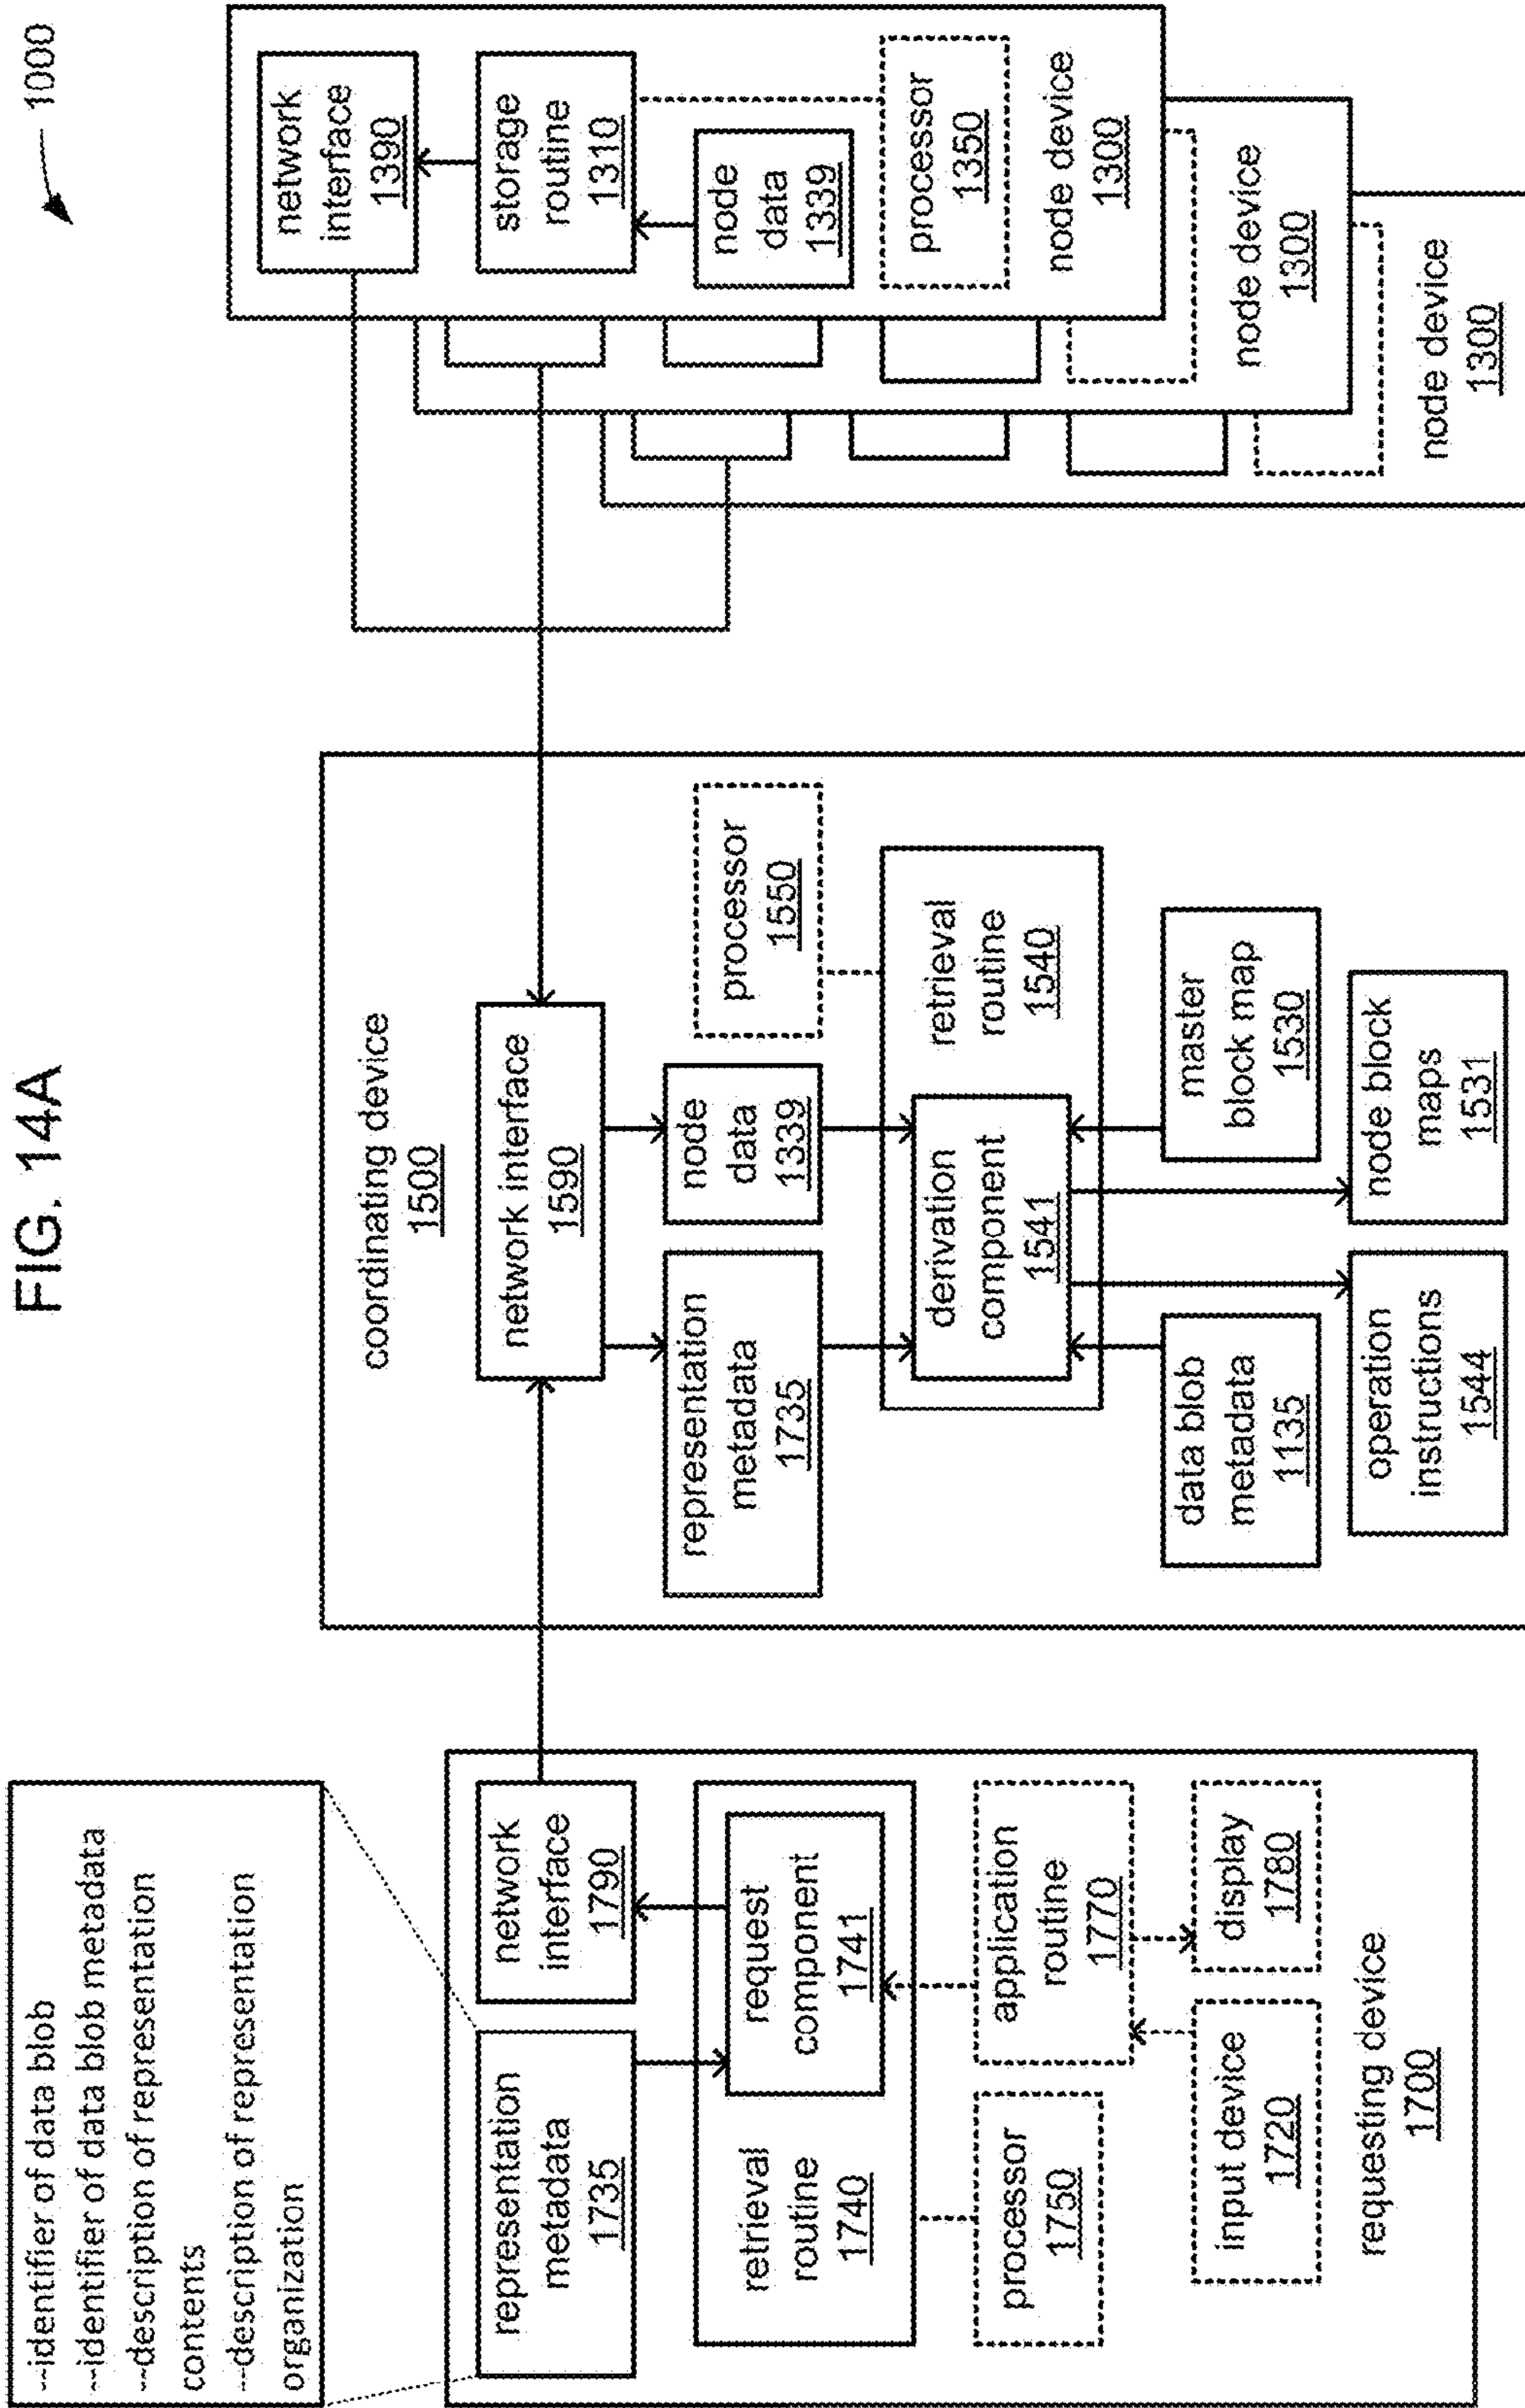 FIG. 14A
1000
--identifier of data blob
--identifier of data blob metadata
--description of representation
contents
--description of representation
organization
representation
metadata
1735
network
interface
1790
retrieval
routine
1740
request
component
1741
processor
1750
application
routine
1770
input device
1720
display
1780
requesting device
1700
coordinating device
1500
network interface
1590
representation
metadata
1735
node
data
1339
processor
1550
derivation
component
1541
retrieval
routine
1540
data blob
metadata
1135
master
block map
1530
operation
instructions
1544
node block
maps
1531
network
interface
1390
storage
routine
1310
node
data
1339
processor
1350
node device
1300
node device
1300
node device
1300